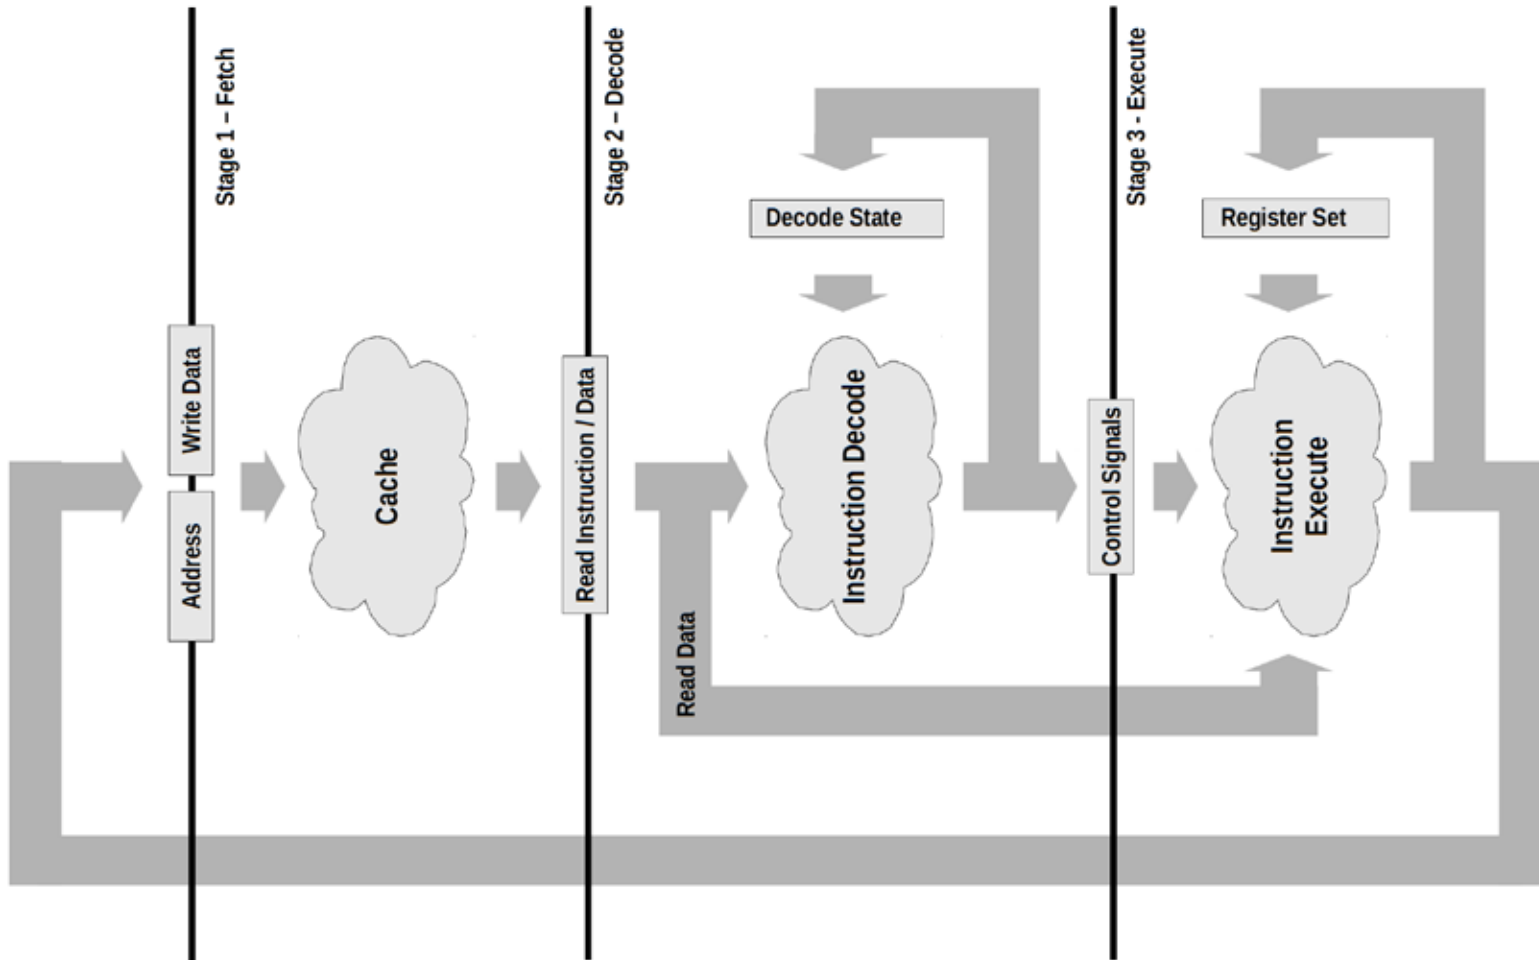 Stage 1 – Fetch
Write Data
Address
Cache
Stage 2 – Decode
Read Instruction / Data
Decode State
Instruction Decode
Read Data
Stage 3 - Execute
Control Signals
Register Set
Instruction
Execute